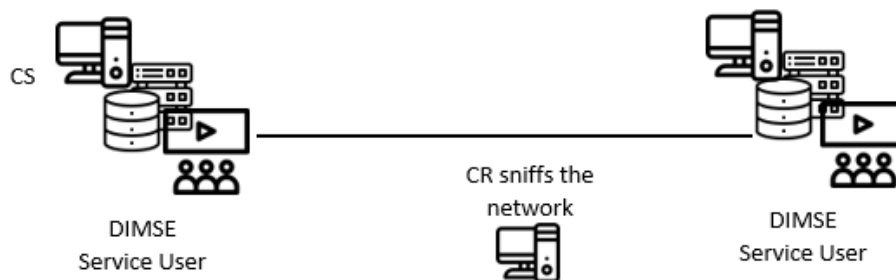 CS
CR sniffs the
network
DIMSE
Service User
DIMSE
Service User